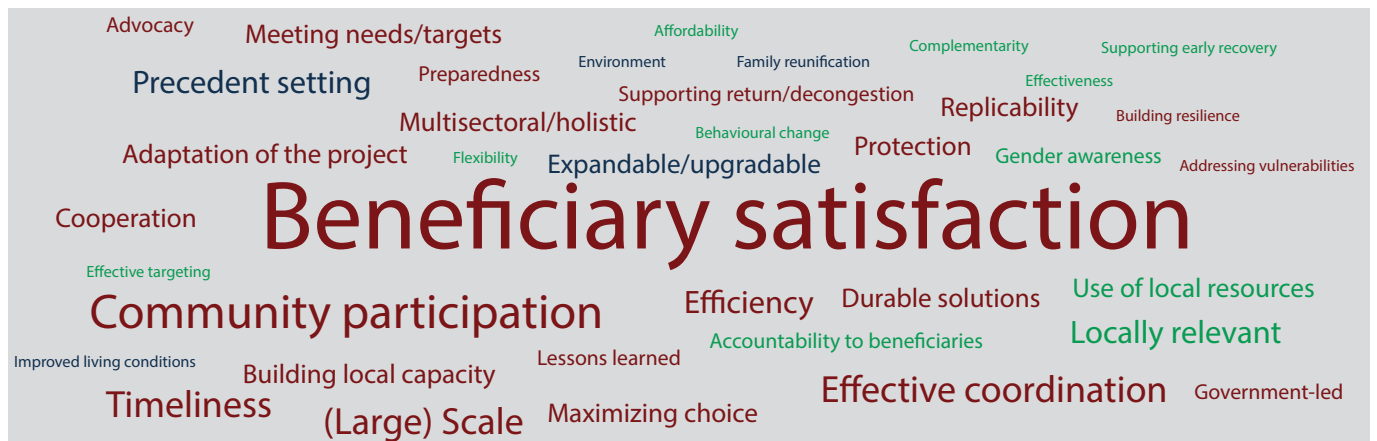 Advocacy
Meeting needs/targets
Affordability
Complementarity
Supporting early recovery
Precedent setting
Preparedness
Environment
Family reunification
Effectiveness
Supporting return/decongestion
Replicability
Building resilience
Multisectoral/holistic
Behavioural change
Protection
Adaptation of the project
Flexibility
Expandable/upgradable
Gender awareness
Addressing vulnerabilities
Cooperation
Beneficiary satisfaction
Effective targeting
Community participation
Efficiency
Durable solutions
Use of local resources
Accountability to beneficiaries
Locally relevant
Improved living conditions
Building local capacity
Lessons learned
Timeliness
(Large) Scale
Maximizing choice
Effective coordination
Government-led